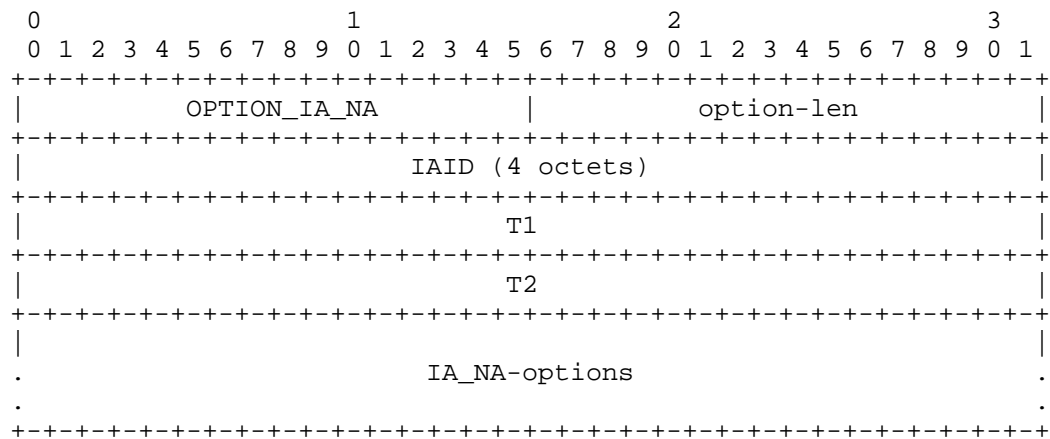 0                   1                   2                   3
 0 1 2 3 4 5 6 7 8 9 0 1 2 3 4 5 6 7 8 9 0 1 2 3 4 5 6 7 8 9 0 1
+-+-+-+-+-+-+-+-+-+-+-+-+-+-+-+-+-+-+-+-+-+-+-+-+-+-+-+-+-+-+-+-+
|          OPTION_IA_NA         |          option-len           |
+-+-+-+-+-+-+-+-+-+-+-+-+-+-+-+-+-+-+-+-+-+-+-+-+-+-+-+-+-+-+-+-+
|                        IAID (4 octets)                        |
+-+-+-+-+-+-+-+-+-+-+-+-+-+-+-+-+-+-+-+-+-+-+-+-+-+-+-+-+-+-+-+-+
|                              T1                               |
+-+-+-+-+-+-+-+-+-+-+-+-+-+-+-+-+-+-+-+-+-+-+-+-+-+-+-+-+-+-+-+-+
|                              T2                               |
+-+-+-+-+-+-+-+-+-+-+-+-+-+-+-+-+-+-+-+-+-+-+-+-+-+-+-+-+-+-+-+-+
|                                                               |
.                         IA_NA-options                         .
.                                                               .
+-+-+-+-+-+-+-+-+-+-+-+-+-+-+-+-+-+-+-+-+-+-+-+-+-+-+-+-+-+-+-+-+